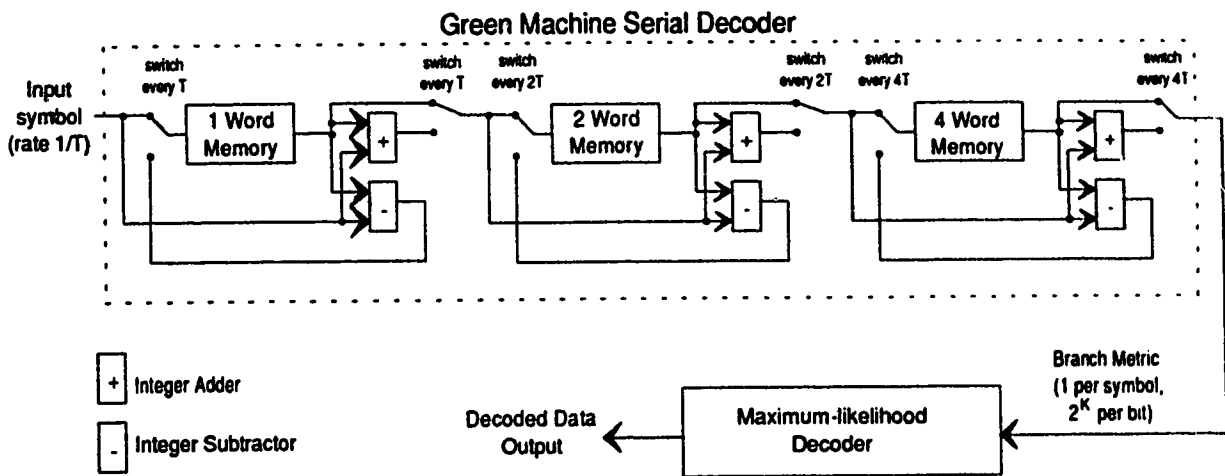 Green Machine Serial Decoder
switch
every T
switch
every T
switch
every 2T
switch
every 2T
switch
every 4T
switch
every 4T
Input
symbol
(rate 1/T)
1 Word
Memory
+
-
2 Word
Memory
+
-
4 Word
Memory
+
-
+ Integer Adder
- Integer Subtractor
Decoded Data
Output
Maximum-likelihood
Decoder
Branch Metric
(1 per symbol,
2^K per bit)